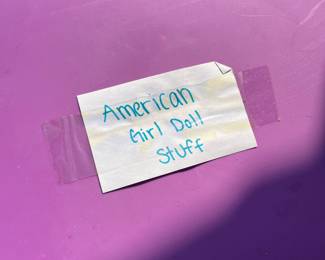 American
Girl Doll
Stuff